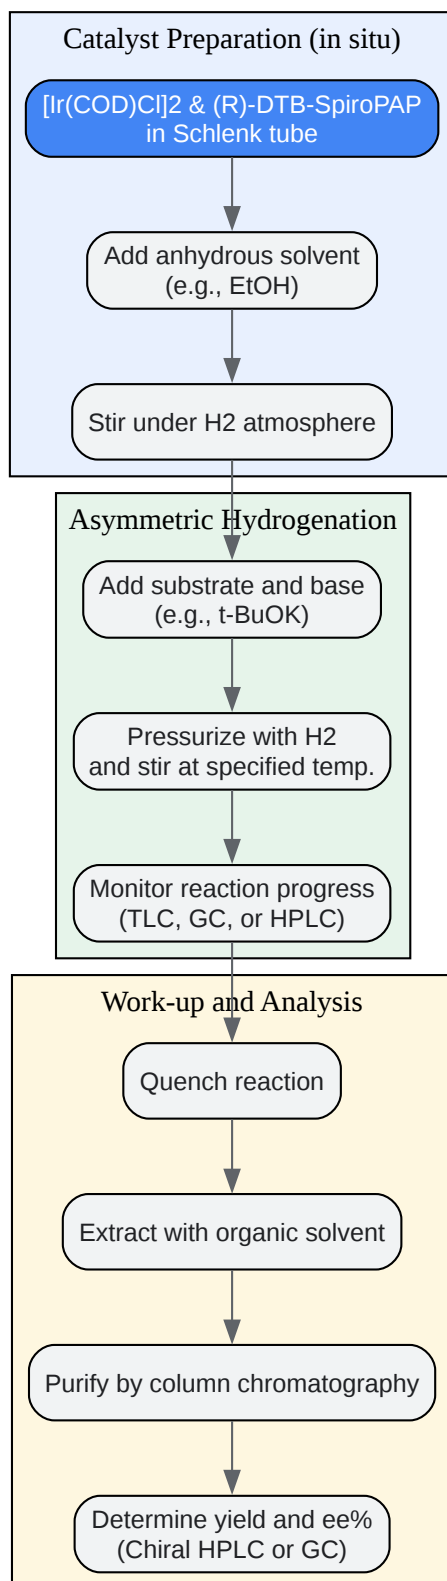 Catalyst Preparation (in situ)
[Ir(COD)Cl]2 & (R)-DTB-SpiroPAP
in Schlenk tube
Add anhydrous solvent
(e.g., EtOH)
Stir under H2 atmosphere
Asymmetric Hydrogenation
Add substrate and base
(e.g., t-BuOK)
Pressurize with H2
and stir at specified temp.
Monitor reaction progress
(TLC, GC, or HPLC)
Work-up and Analysis
Quench reaction
Extract with organic solvent
Purify by column chromatography
Determine yield and ee%
(Chiral HPLC or GC)